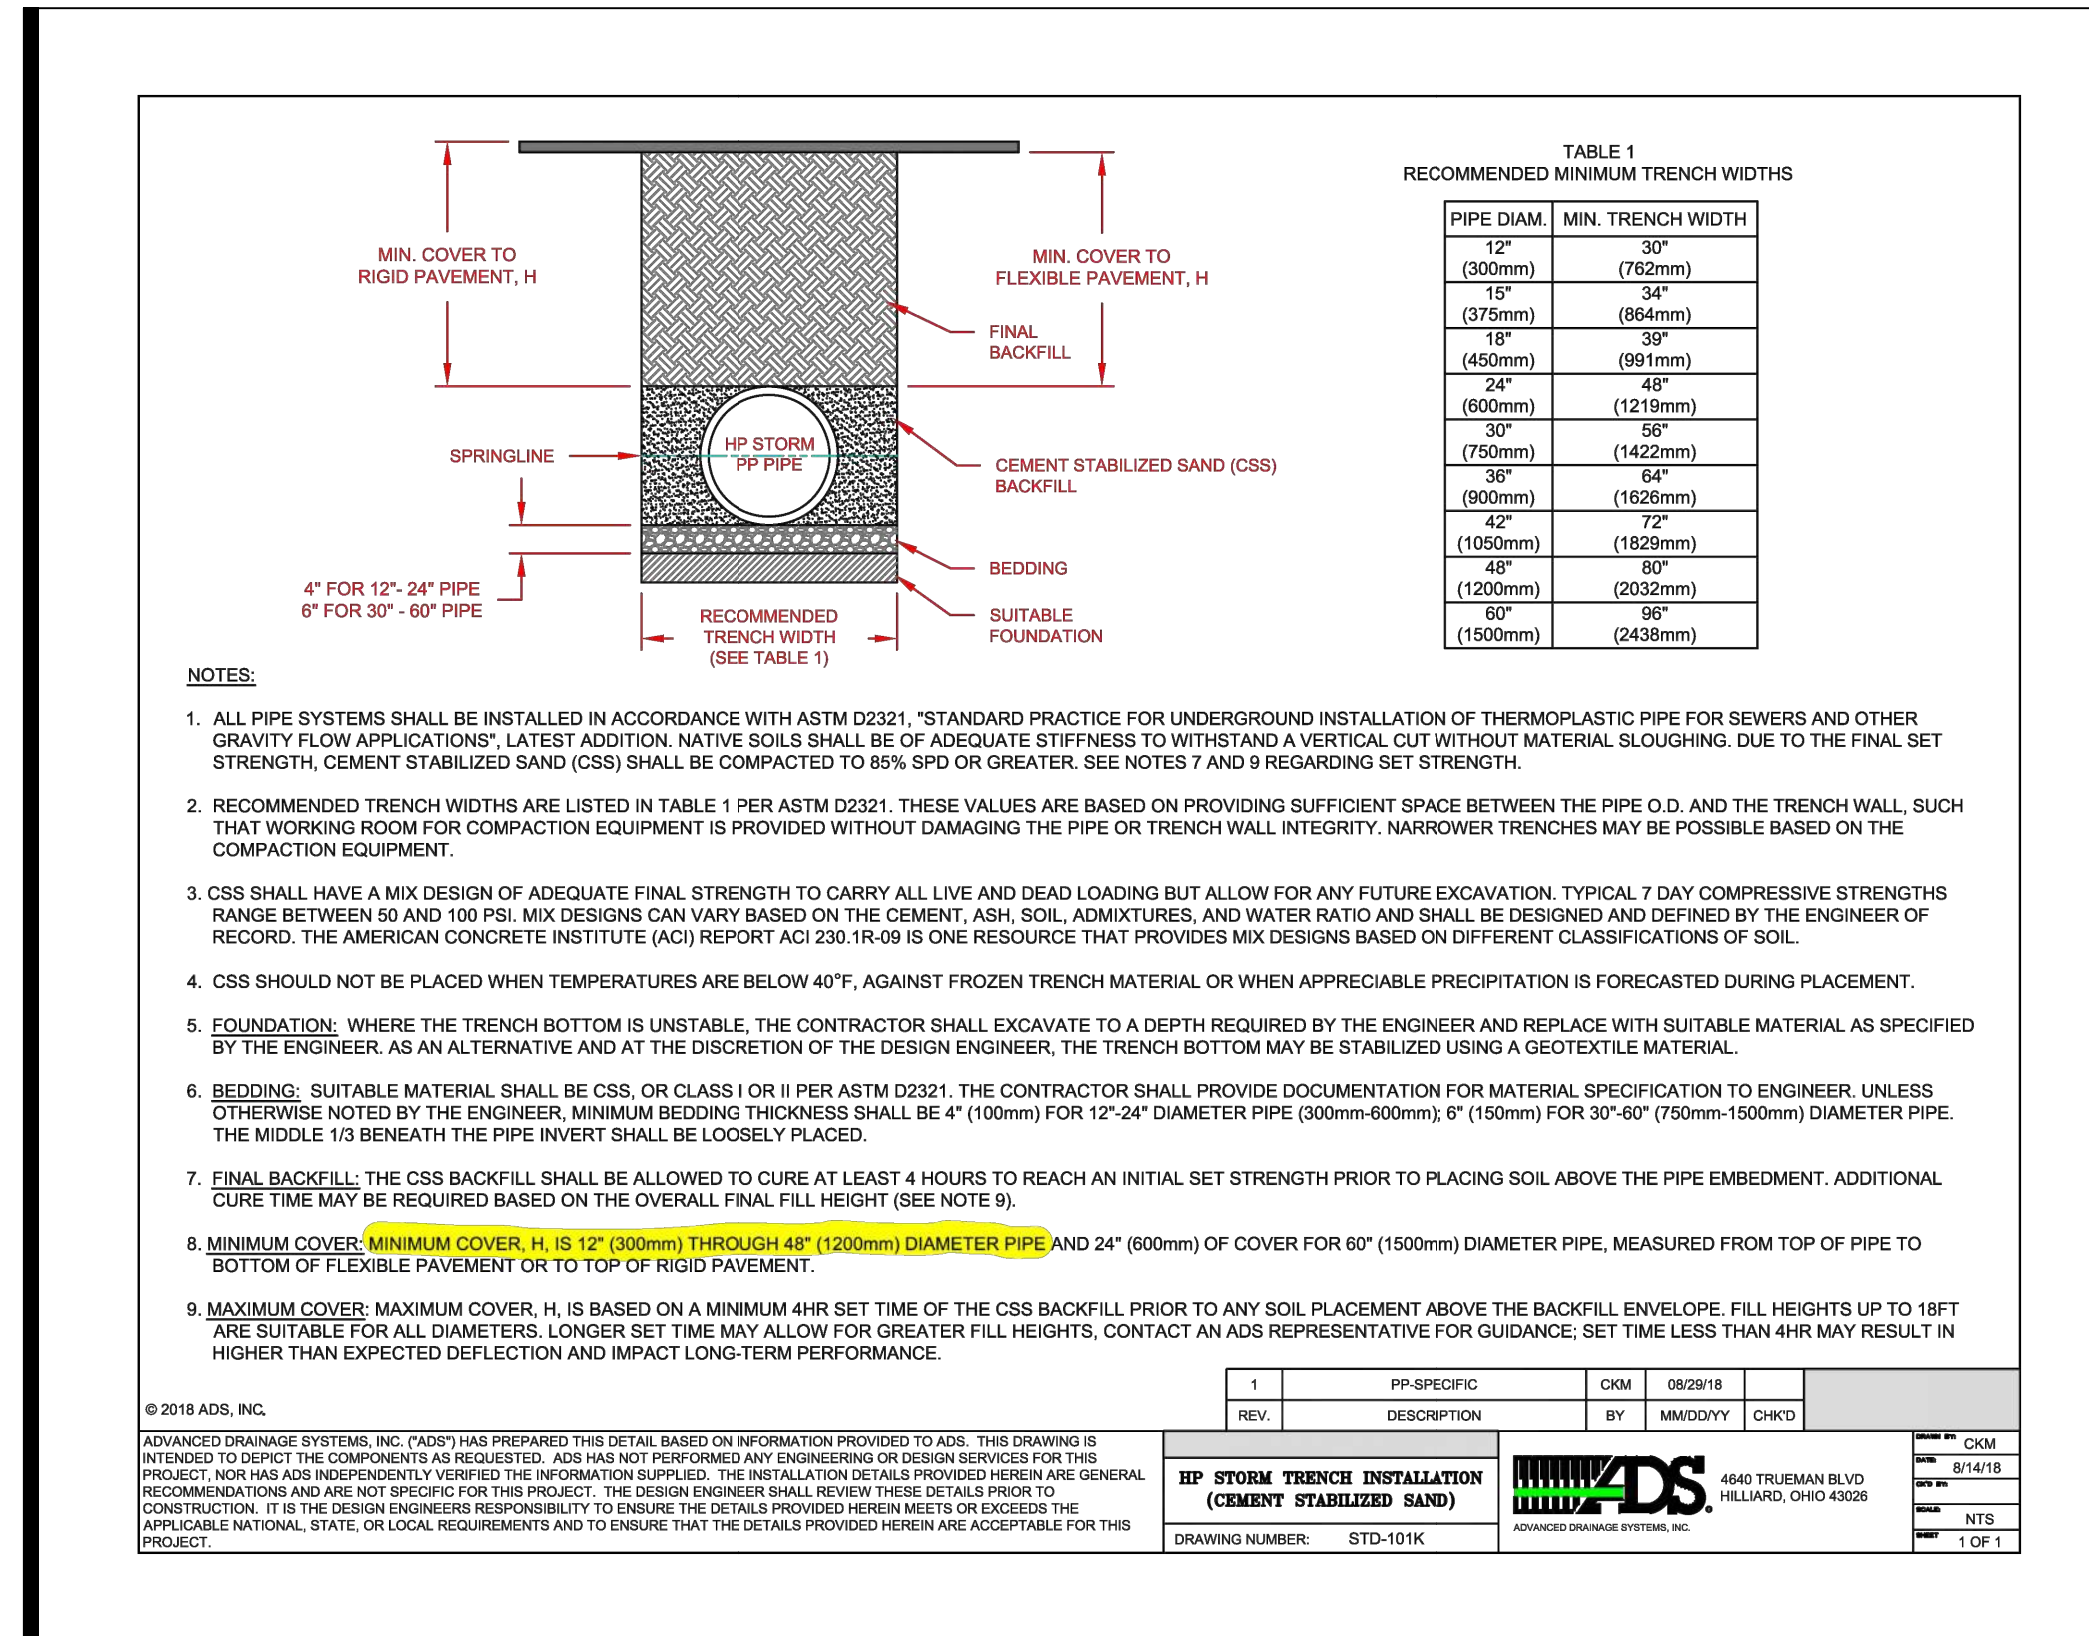 MIN. COVER TO
RIGID PAVEMENT, H
MIN. COVER TO
FLEXIBLE PAVEMENT, H
FINAL
BACKFILL
HP STORM
PP PIPE
SPRINGLINE
CEMENT STABILIZED SAND (CSS)
BACKFILL
BEDDING
4" FOR 12"- 24" PIPE
6" FOR 30" - 60" PIPE
SUITABLE
FOUNDATION
RECOMMENDED
TRENCH WIDTH
(SEE TABLE 1)
TABLE 1
RECOMMENDED MINIMUM TRENCH WIDTHS
PIPE DIAM. MIN. TRENCH WIDTH
12" 30"
(300mm) (762mm)
15" 34"
(375mm) (864mm)
18" 39"
(450mm) (991mm)
24" 48"
(600mm) (1219mm)
30" 56"
(750mm) (1422mm)
36" 64"
(900mm) (1626mm)
42" 72"
(1050mm) (1829mm)
48" 80"
(1200mm) (2032mm)
60" 96"
(1500mm) (2438mm)
NOTES:
1. ALL PIPE SYSTEMS SHALL BE INSTALLED IN ACCORDANCE WITH ASTM D2321, "STANDARD PRACTICE FOR UNDERGROUND INSTALLATION OF THERMOPLASTIC PIPE FOR SEWERS AND OTHER
GRAVITY FLOW APPLICATIONS", LATEST ADDITION. NATIVE SOILS SHALL BE OF ADEQUATE STIFFNESS TO WITHSTAND A VERTICAL CUT WITHOUT MATERIAL SLOUGHING. DUE TO THE FINAL SET
STRENGTH, CEMENT STABILIZED SAND (CSS) SHALL BE COMPACTED TO 85% SPD OR GREATER. SEE NOTES 7 AND 9 REGARDING SET STRENGTH.
2. RECOMMENDED TRENCH WIDTHS ARE LISTED IN TABLE 1 PER ASTM D2321. THESE VALUES ARE BASED ON PROVIDING SUFFICIENT SPACE BETWEEN THE PIPE O.D. AND THE TRENCH WALL, SUCH
THAT WORKING ROOM FOR COMPACTION EQUIPMENT IS PROVIDED WITHOUT DAMAGING THE PIPE OR TRENCH WALL INTEGRITY. NARROWER TRENCHES MAY BE POSSIBLE BASED ON THE
COMPACTION EQUIPMENT.
3. CSS SHALL HAVE A MIX DESIGN OF ADEQUATE FINAL STRENGTH TO CARRY ALL LIVE AND DEAD LOADING BUT ALLOW FOR ANY FUTURE EXCAVATION. TYPICAL 7 DAY COMPRESSIVE STRENGTHS
RANGE BETWEEN 50 AND 100 PSI. MIX DESIGNS CAN VARY BASED ON THE CEMENT, ASH, SOIL, ADMIXTURES, AND WATER RATIO AND SHALL BE DESIGNED AND DEFINED BY THE ENGINEER OF
RECORD. THE AMERICAN CONCRETE INSTITUTE (ACI) REPORT ACI 230.1R-09 IS ONE RESOURCE THAT PROVIDES MIX DESIGNS BASED ON DIFFERENT CLASSIFICATIONS OF SOIL.
4. CSS SHOULD NOT BE PLACED WHEN TEMPERATURES ARE BELOW 40°F, AGAINST FROZEN TRENCH MATERIAL OR WHEN APPRECIABLE PRECIPITATION IS FORECASTED DURING PLACEMENT.
5. FOUNDATION: WHERE THE TRENCH BOTTOM IS UNSTABLE, THE CONTRACTOR SHALL EXCAVATE TO A DEPTH REQUIRED BY THE ENGINEER AND REPLACE WITH SUITABLE MATERIAL AS SPECIFIED
BY THE ENGINEER. AS AN ALTERNATIVE AND AT THE DISCRETION OF THE DESIGN ENGINEER, THE TRENCH BOTTOM MAY BE STABILIZED USING A GEOTEXTILE MATERIAL.
6. BEDDING: SUITABLE MATERIAL SHALL BE CSS, OR CLASS I OR II PER ASTM D2321. THE CONTRACTOR SHALL PROVIDE DOCUMENTATION FOR MATERIAL SPECIFICATION TO ENGINEER. UNLESS
OTHERWISE NOTED BY THE ENGINEER, MINIMUM BEDDING THICKNESS SHALL BE 4" (100mm) FOR 12"-24" DIAMETER PIPE (300mm-600mm); 6" (150mm) FOR 30"-60" (750mm-1500mm) DIAMETER PIPE.
THE MIDDLE 1/3 BENEATH THE PIPE INVERT SHALL BE LOOSELY PLACED.
7. FINAL BACKFILL: THE CSS BACKFILL SHALL BE ALLOWED TO CURE AT LEAST 4 HOURS TO REACH AN INITIAL SET STRENGTH PRIOR TO PLACING SOIL ABOVE THE PIPE EMBEDMENT. ADDITIONAL
CURE TIME MAY BE REQUIRED BASED ON THE OVERALL FINAL FILL HEIGHT (SEE NOTE 9).
8. MINIMUM COVER: MINIMUM COVER, H, IS 12" (300mm) THROUGH 48" (1200mm) DIAMETER PIPE AND 24" (600mm) OF COVER FOR 60" (1500mm) DIAMETER PIPE, MEASURED FROM TOP OF PIPE TO
BOTTOM OF FLEXIBLE PAVEMENT OR TO TOP OF RIGID PAVEMENT.
9. MAXIMUM COVER: MAXIMUM COVER, H, IS BASED ON A MINIMUM 4HR SET TIME OF THE CSS BACKFILL PRIOR TO ANY SOIL PLACEMENT ABOVE THE BACKFILL ENVELOPE. FILL HEIGHTS UP TO 18FT
ARE SUITABLE FOR ALL DIAMETERS. LONGER SET TIME MAY ALLOW FOR GREATER FILL HEIGHTS, CONTACT AN ADS REPRESENTATIVE FOR GUIDANCE; SET TIME LESS THAN 4HR MAY RESULT IN
HIGHER THAN EXPECTED DEFLECTION AND IMPACT LONG-TERM PERFORMANCE.
1 PP-SPECIFIC CKM 08/29/18
REV. DESCRIPTION BY MM/DD/YY CHK'D
© 2018 ADS, INC.
ADVANCED DRAINAGE SYSTEMS, INC. ("ADS") HAS PREPARED THIS DETAIL BASED ON INFORMATION PROVIDED TO ADS. THIS DRAWING IS
INTENDED TO DEPICT THE COMPONENTS AS REQUESTED. ADS HAS NOT PERFORMED ANY ENGINEERING OR DESIGN SERVICES FOR THIS
PROJECT, NOR HAS ADS INDEPENDENTLY VERIFIED THE INFORMATION SUPPLIED. THE INSTALLATION DETAILS PROVIDED HEREIN ARE GENERAL
RECOMMENDATIONS AND ARE NOT SPECIFIC FOR THIS PROJECT. THE DESIGN ENGINEER SHALL REVIEW THESE DETAILS PRIOR TO
CONSTRUCTION. IT IS THE DESIGN ENGINEERS RESPONSIBILITY TO ENSURE THE DETAILS PROVIDED HEREIN MEETS OR EXCEEDS THE
APPLICABLE NATIONAL, STATE, OR LOCAL REQUIREMENTS AND TO ENSURE THAT THE DETAILS PROVIDED HEREIN ARE ACCEPTABLE FOR THIS
PROJECT.
HP STORM TRENCH INSTALLATION
(CEMENT STABILIZED SAND)
DRAWING NUMBER: STD-101K
ADS
ADVANCED DRAINAGE SYSTEMS, INC.
4640 TRUEMAN BLVD
HILLIARD, OHIO 43026
DRAWN BY: CKM
DATE: 8/14/18
CK'D BY:
SCALE: NTS
SHEET 1 OF 1